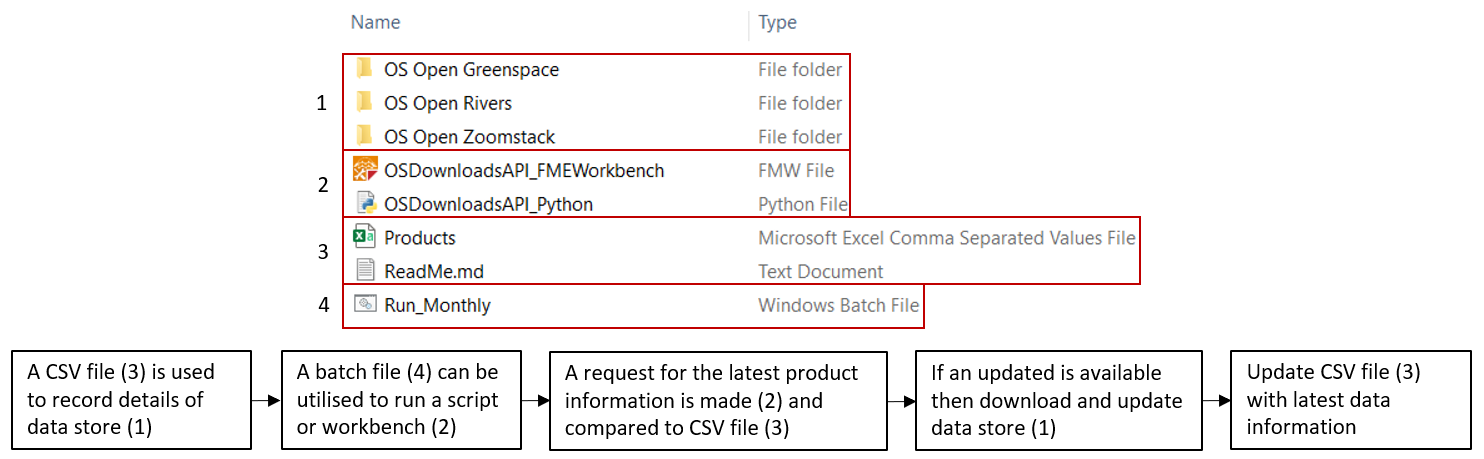 Name Type
OS Open Greenspace File folder
1 OS Open Rivers File folder
OS Open Zoomstack File folder
OSDownloadsAPI_FMEWorkbench FMW File
2
OSDownloadsAPI_Python Python File
Products Microsoft Excel Comma Separated Values File
3
ReadMe.md Text Document
4 Run_Monthly Windows Batch File
A CSV file (3) is used
to record details of
data store (1)
A batch file (4) can be
utilised to run a script
or workbench (2)
A request for the latest product
information is made (2) and
compared to CSV file (3)
If an updated is available
then download and update
data store (1)
Update CSV file (3)
with latest data
information